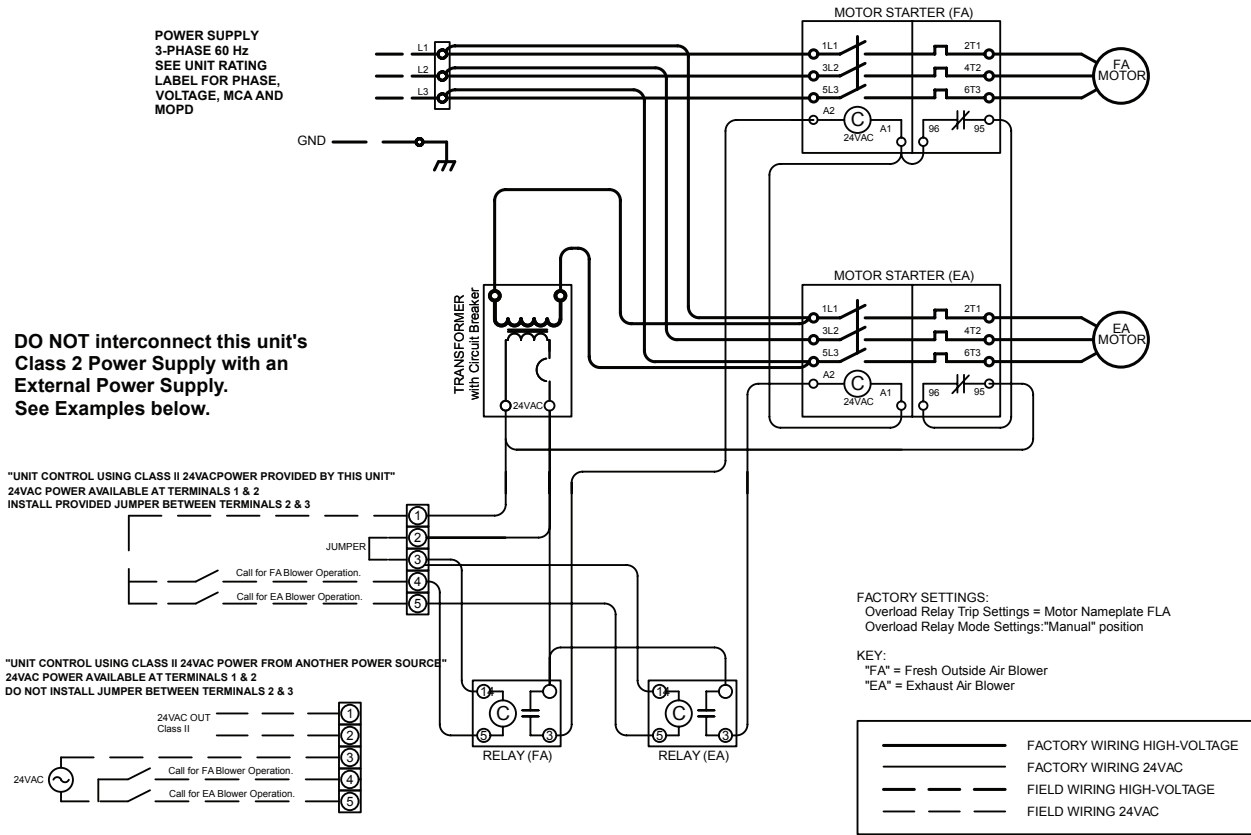 POWER SUPPLY
3-PHASE 60 Hz
SEE UNIT RATING
LABEL FOR PHASE,
VOLTAGE, MCA AND
MOPD
L1
L2
L3
GND
MOTOR STARTER (FA)
1L1
2T1
3L2
4T2
5L3
6T3
FA
MOTOR
A2
C
A1
24VAC
96
95
TRANSFORMER
with Circuit Breaker
24VAC
MOTOR STARTER (EA)
1L1
2T1
3L2
4T2
5L3
6T3
EA
MOTOR
A2
C
A1
24VAC
96
95
DO NOT interconnect this unit's
Class 2 Power Supply with an
External Power Supply.
See Examples below.
"UNIT CONTROL USING CLASS II 24VACPOWER PROVIDED BY THIS UNIT"
24VAC POWER AVAILABLE AT TERMINALS 1 & 2
INSTALL PROVIDED JUMPER BETWEEN TERMINALS 2 & 3
1
2
JUMPER
3
Call for FA Blower Operation.
4
Call for EA Blower Operation.
5
"UNIT CONTROL USING CLASS II 24VAC POWER FROM ANOTHER POWER SOURCE"
24VAC POWER AVAILABLE AT TERMINALS 1 & 2
DO NOT INSTALL JUMPER BETWEEN TERMINALS 2 & 3
24VAC OUT
Class II
1
2
3
24VAC
Call for FA Blower Operation.
4
Call for EA Blower Operation.
5
14
C
5
3
RELAY (FA)
14
C
5
3
RELAY (EA)
FACTORY SETTINGS:
Overload Relay Trip Settings = Motor Nameplate FLA
Overload Relay Mode Settings:"Manual" position
KEY:
"FA" = Fresh Outside Air Blower
"EA" = Exhaust Air Blower
FACTORY WIRING HIGH-VOLTAGE
FACTORY WIRING 24VAC
FIELD WIRING HIGH-VOLTAGE
FIELD WIRING 24VAC